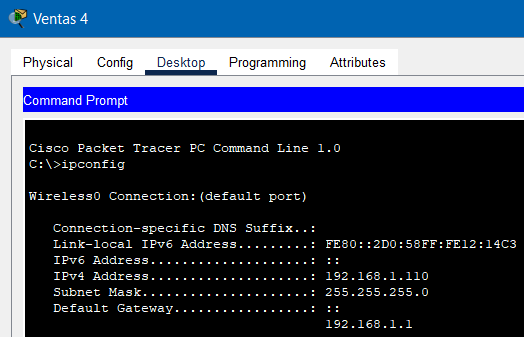 Ventas 4
Physical Config Desktop Programming Attributes
Command Prompt
Cisco Packet Tracer PC Command Line 1.0
C:\>ipconfig
Wireless0 Connection:(default port)
Connection-specific DNS Suffix..:
Link-local IPv6 Address.........: FE80::2D0:58FF:FE12:14C3
IPv6 Address....................: ::
IPv4 Address....................: 192.168.1.110
Subnet Mask.....................: 255.255.255.0
Default Gateway.................: ::
192.168.1.1